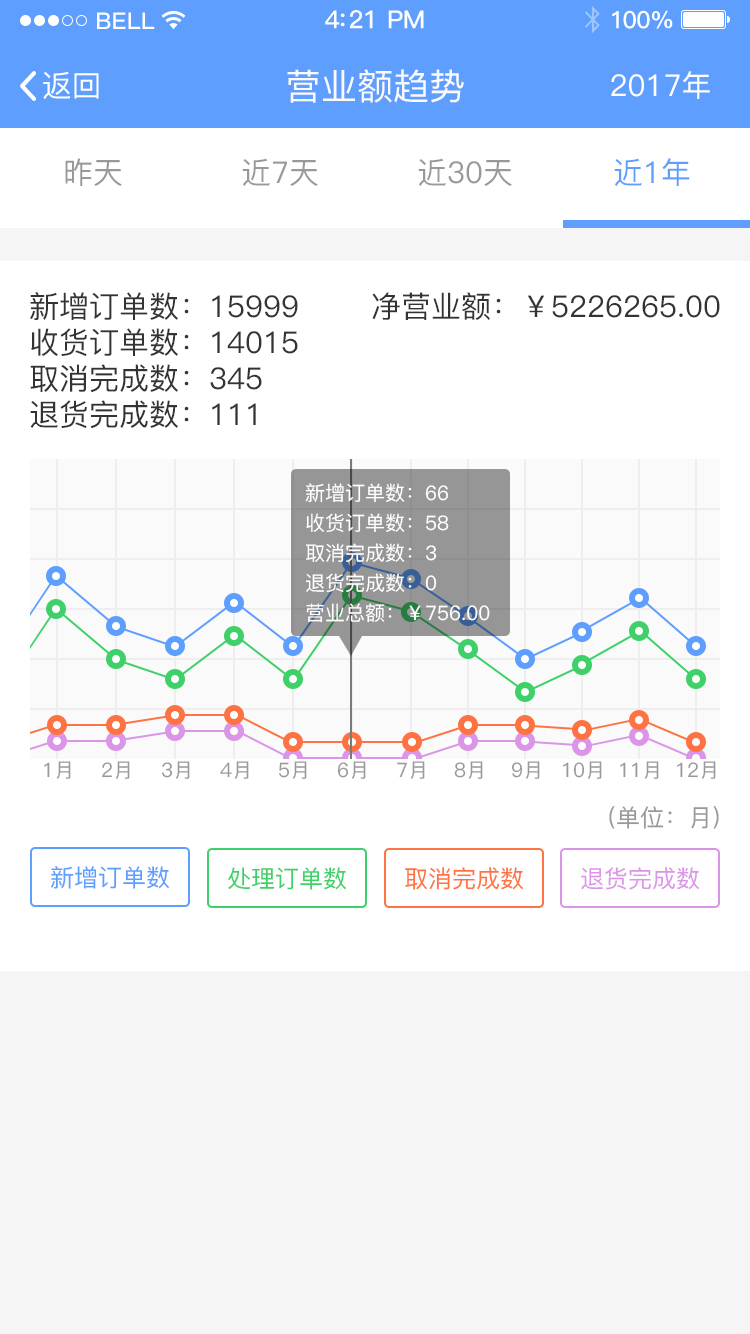 BELL 4:21 PM 100%
返回 营业额趋势 2017年
昨天 近7天 近30天 近1年
新增订单数：15999 净营业额：￥5226265.00
收货订单数：14015
取消完成数：345
退货完成数：111
新增订单数：66
收货订单数：58
取消完成数：3
退货完成数：0
营业总额：￥756.00
1月 2月 3月 4月 5月 6月 7月 8月 9月 10月 11月 12月
(单位：月)
新增订单数 处理订单数 取消完成数 退货完成数